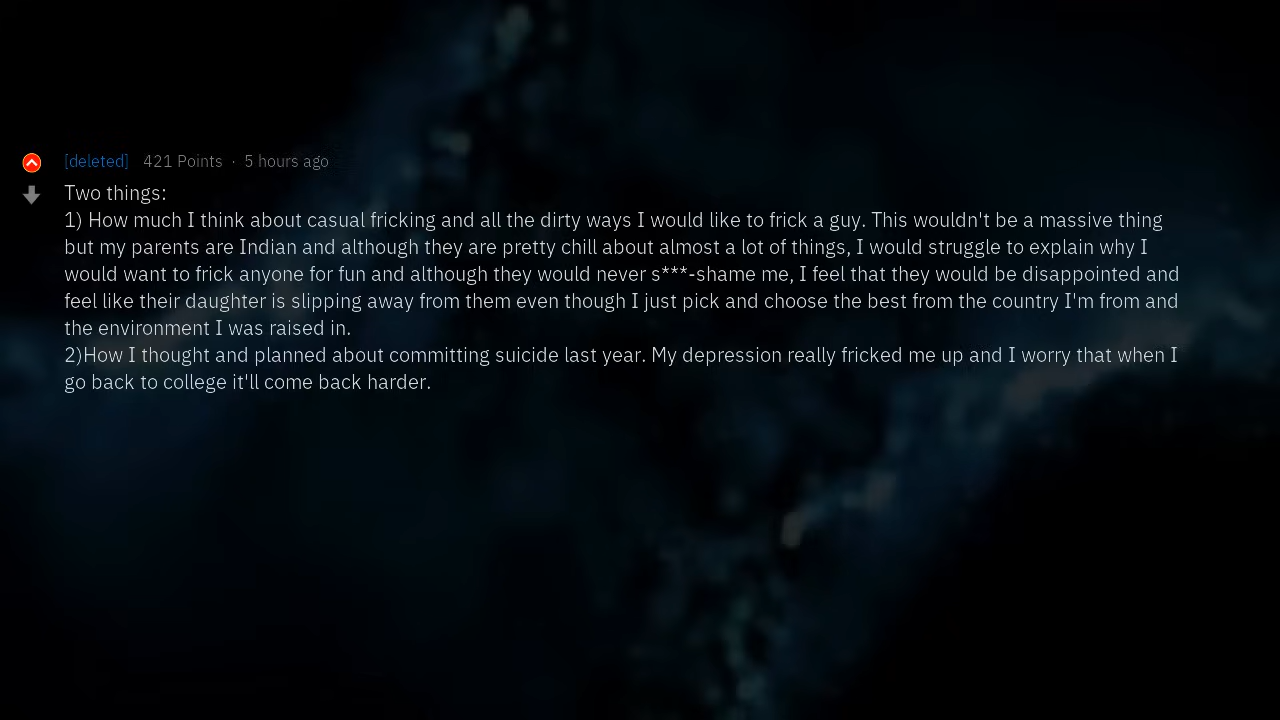 [deleted] 421 Points · 5 hours ago
Two things:
1) How much I think about casual fricking and all the dirty ways I would like to frick a guy. This wouldn't be a massive thing
but my parents are Indian and although they are pretty chill about almost a lot of things, I would struggle to explain why I
would want to frick anyone for fun and although they would never s***-shame me, I feel that they would be disappointed and
feel like their daughter is slipping away from them even though I just pick and choose the best from the country I'm from and
the environment I was raised in.
2)How I thought and planned about committing suicide last year. My depression really fricked me up and I worry that when I
go back to college it'll come back harder.